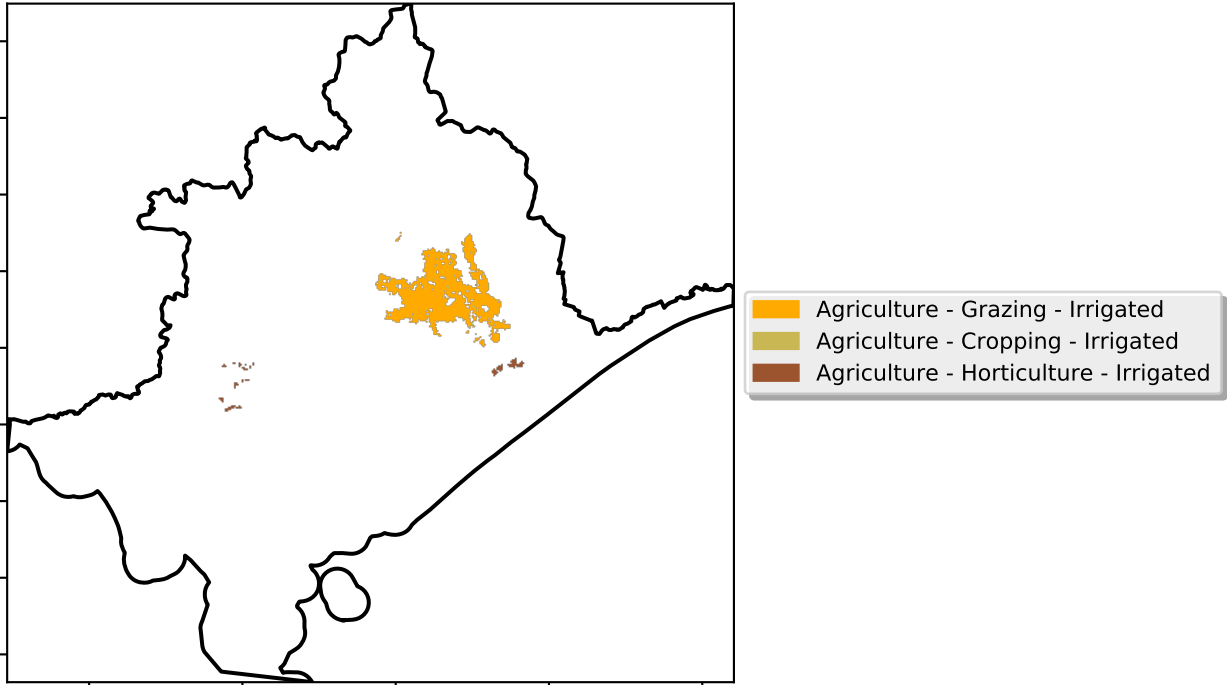 Agriculture - Grazing - Irrigated
Agriculture - Cropping - Irrigated
Agriculture - Horticulture - Irrigated